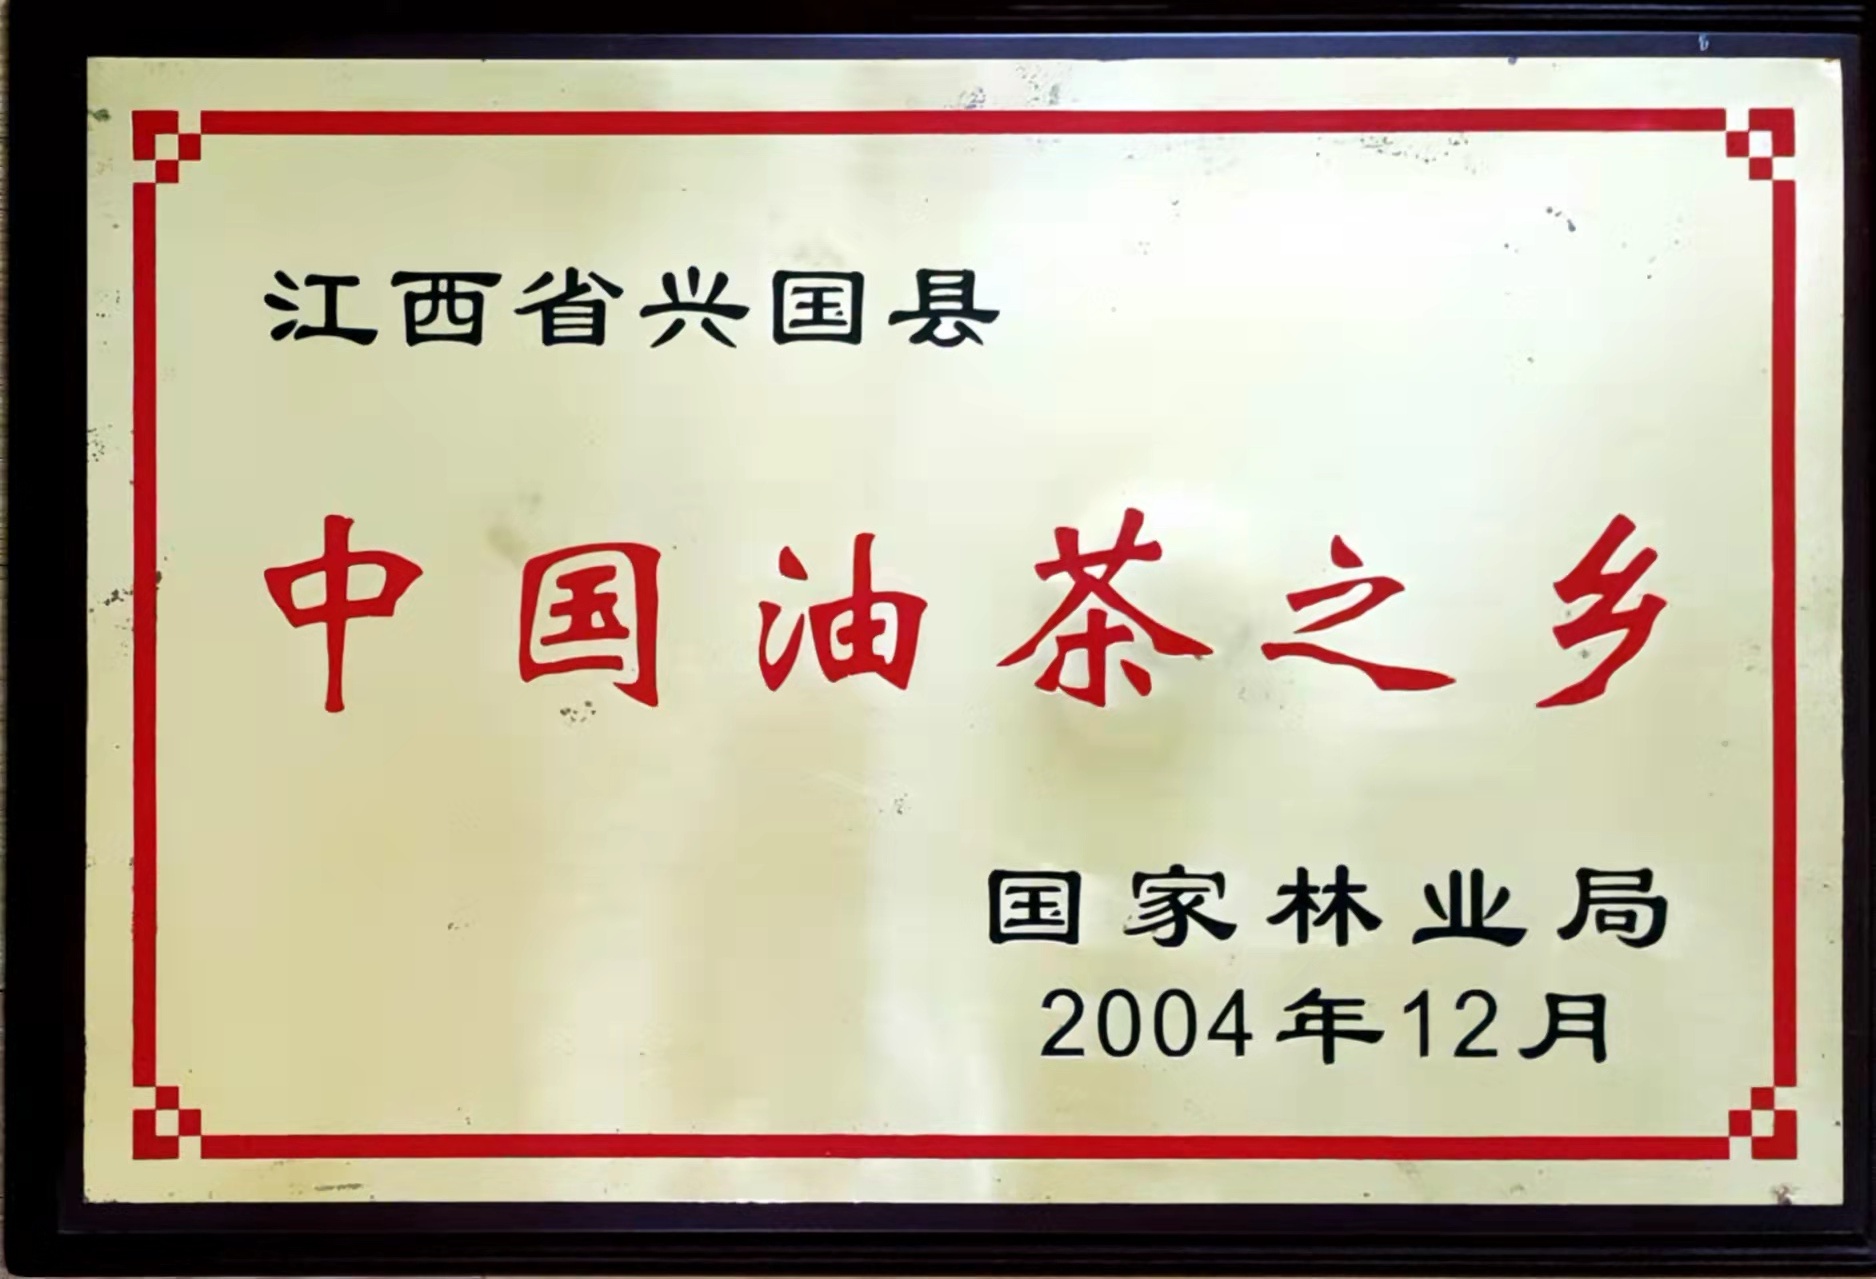 江西省兴国县
中国油茶之乡
国家林业局
2004年12月